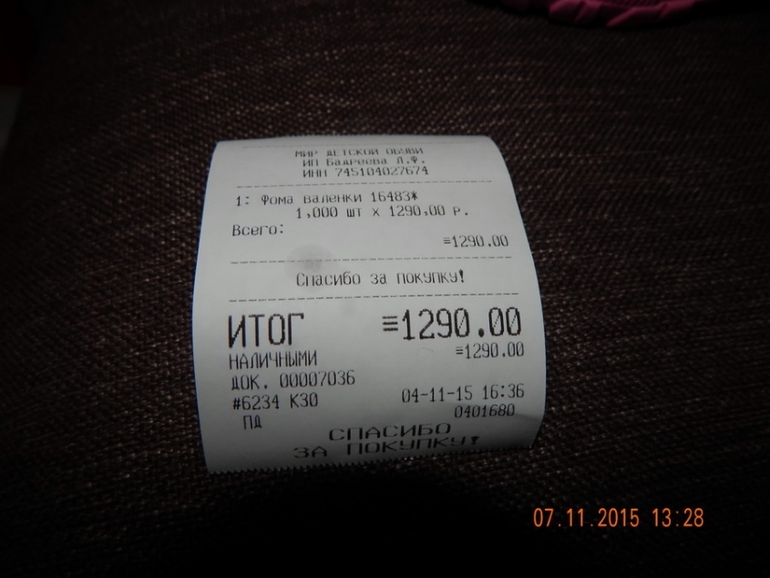 МИР ДЕТСКОЙ ОБУВИ
ИП Бадреева Л.Ф.
ИНН 745104027674
1: Фома валенки 16483*
1,000 шт х 1290,00 р.
Всего:
≡1290.00
Спасибо за покупку!
ИТОГ ≡1290.00
НАЛИЧНЫМИ ≡1290.00
ДОК. 00007036
#6234 К30 04-11-15 16:36
ПД 0401680
СПАСИБО
ЗА ПОКУПКУ!
07.11.2015 13:28